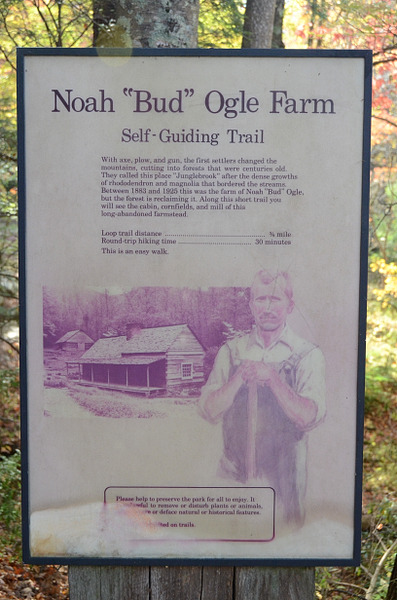 Noah "Bud" Ogle Farm
Self-Guiding Trail
With axe, plow, and gun, the first settlers changed the
mountains, cutting into forests that were centuries old.
They called this place "Junglebrook" after the dense growths
of rhododendron and magnolia that bordered the streams.
Between 1883 and 1925 this was the farm of Noah "Bud" Ogle,
but the forest is reclaiming it. Along this short trail you
will see the cabin, cornfields, and mill of this
long-abandoned farmstead.
Loop trail distance ................................................ ¾ mile
Round-trip hiking time ................................... 30 minutes
This is an easy walk.
Please help to preserve the park for all to enjoy. It
to remove or disturb plants or animals,
or deface natural or historical features.
on trails.